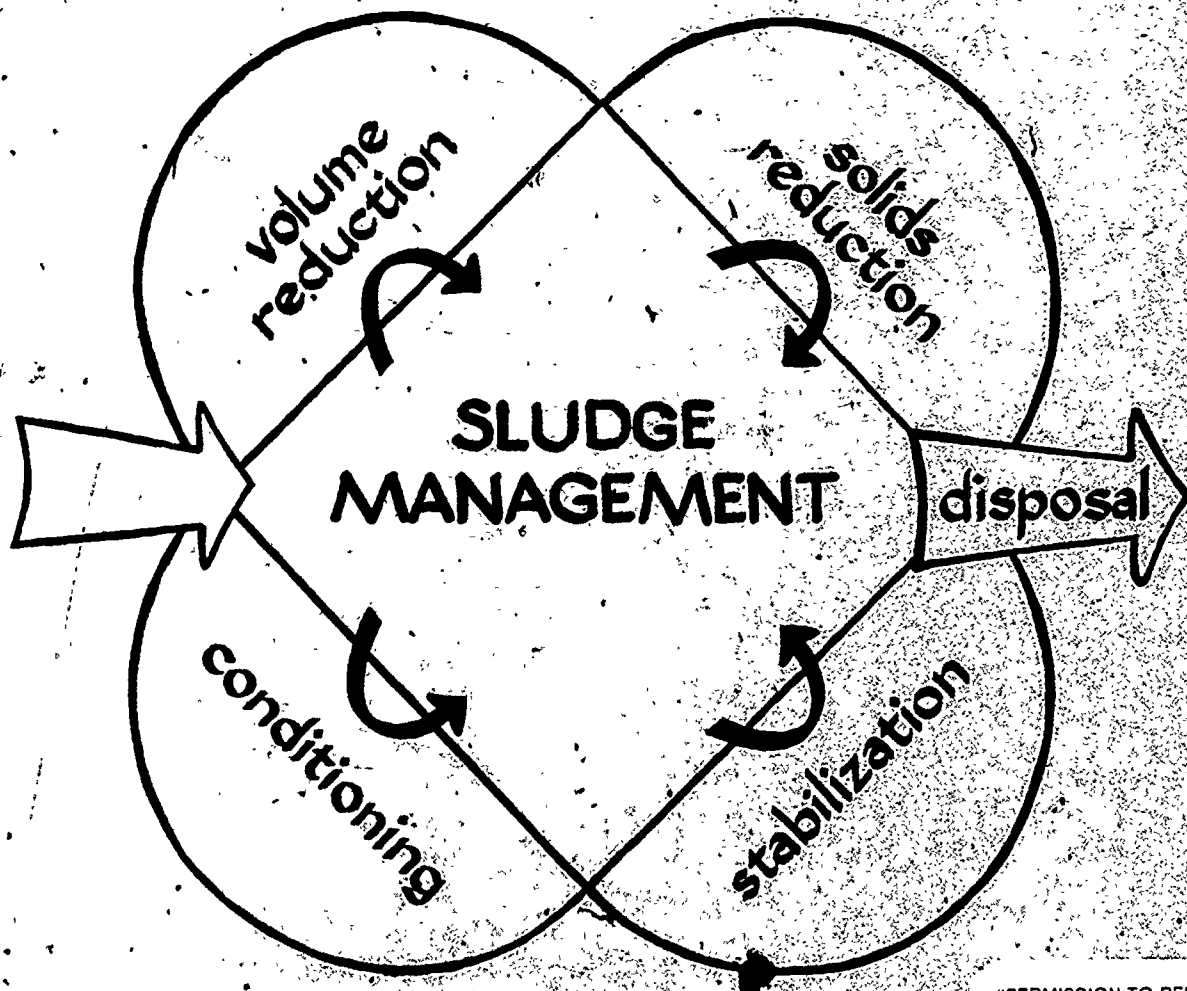 volume
reduction
solids
reduction
SLUDGE
MANAGEMENT
disposal
conditioning
stabilization